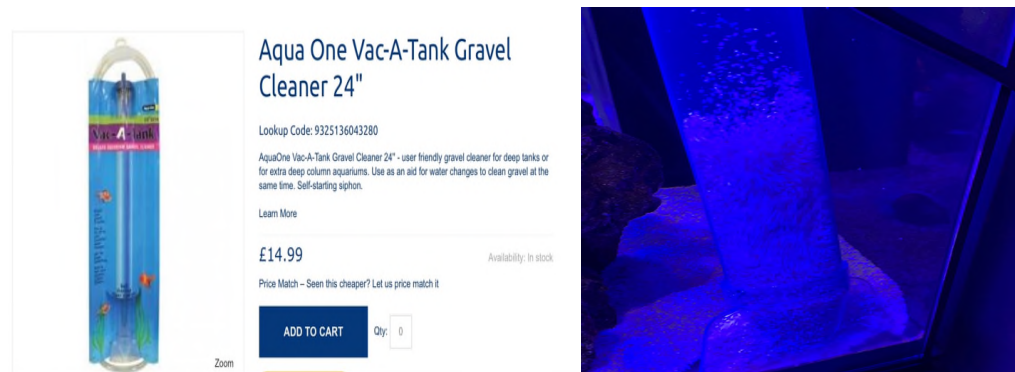 Vac-A-Tank
Aqua One Vac-A-Tank Gravel
Cleaner 24"
Lookup Code: 9325136043280
AquaOne Vac-A-Tank Gravel Cleaner 24" - user friendly gravel cleaner for deep tanks or
for extra deep column aquariums. Use as an aid for water changes to clean gravel at the
same time. Self-starting siphon.
Learn More
£14.99
Availability: In stock
Price Match – Seen this cheaper? Let us price match it
ADD TO CART
Qty:
0
Zoom